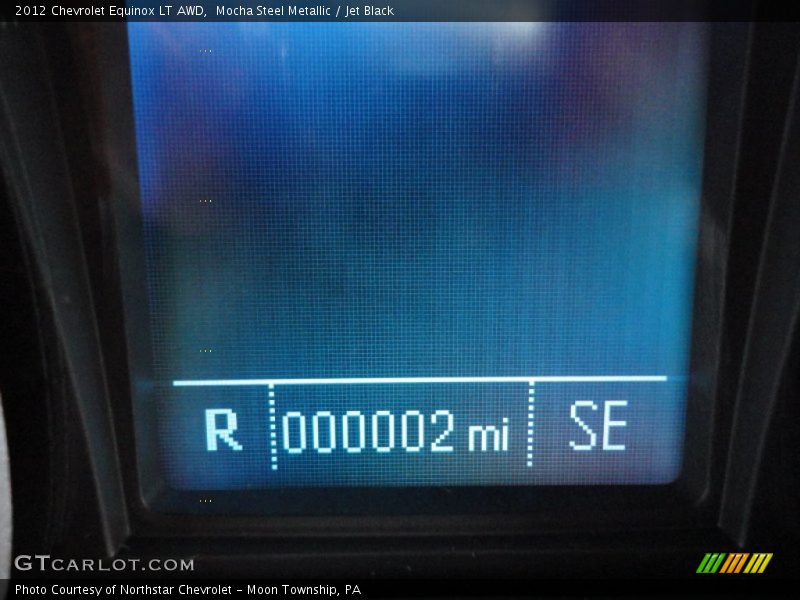 2012 Chevrolet Equinox LT AWD, Mocha Steel Metallic / Jet Black
R 000002 mi SE
GTCARLOT.COM
Photo Courtesy of Northstar Chevrolet - Moon Township, PA